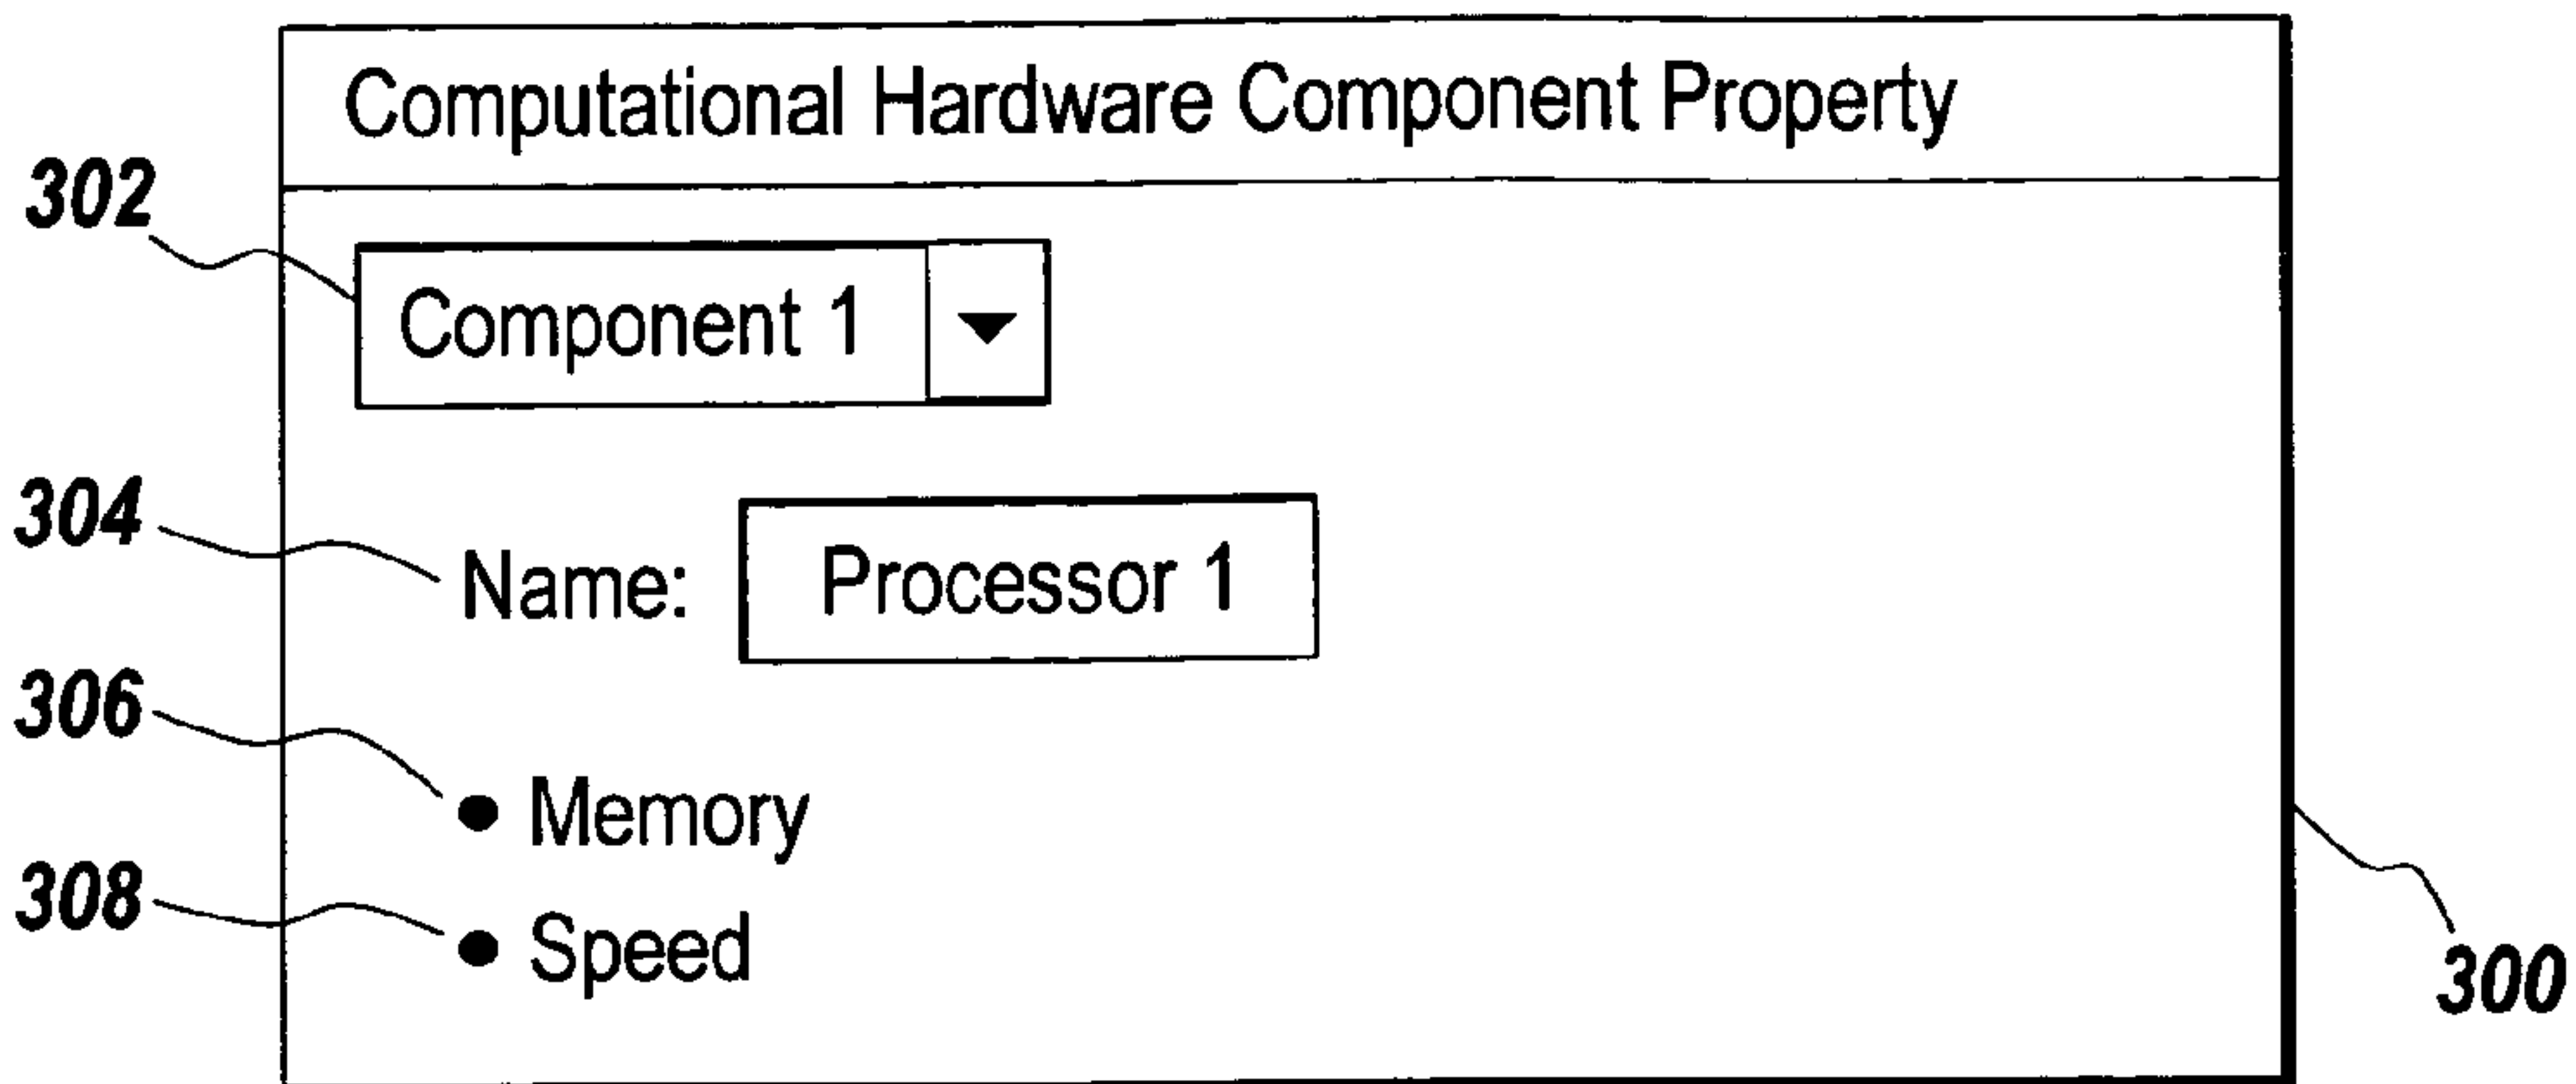 Computational Hardware Component Property
302
Component 1
304
Name: Processor 1
306
• Memory
308
• Speed
300